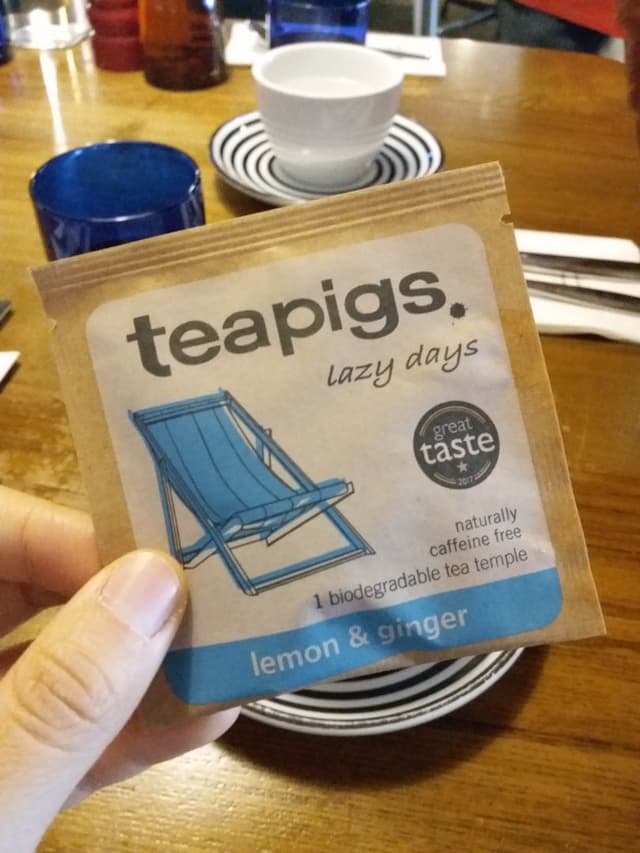 teapigs.
lazy days
great
taste
2017
naturally
caffeine free
1 biodegradable tea temple
lemon & ginger